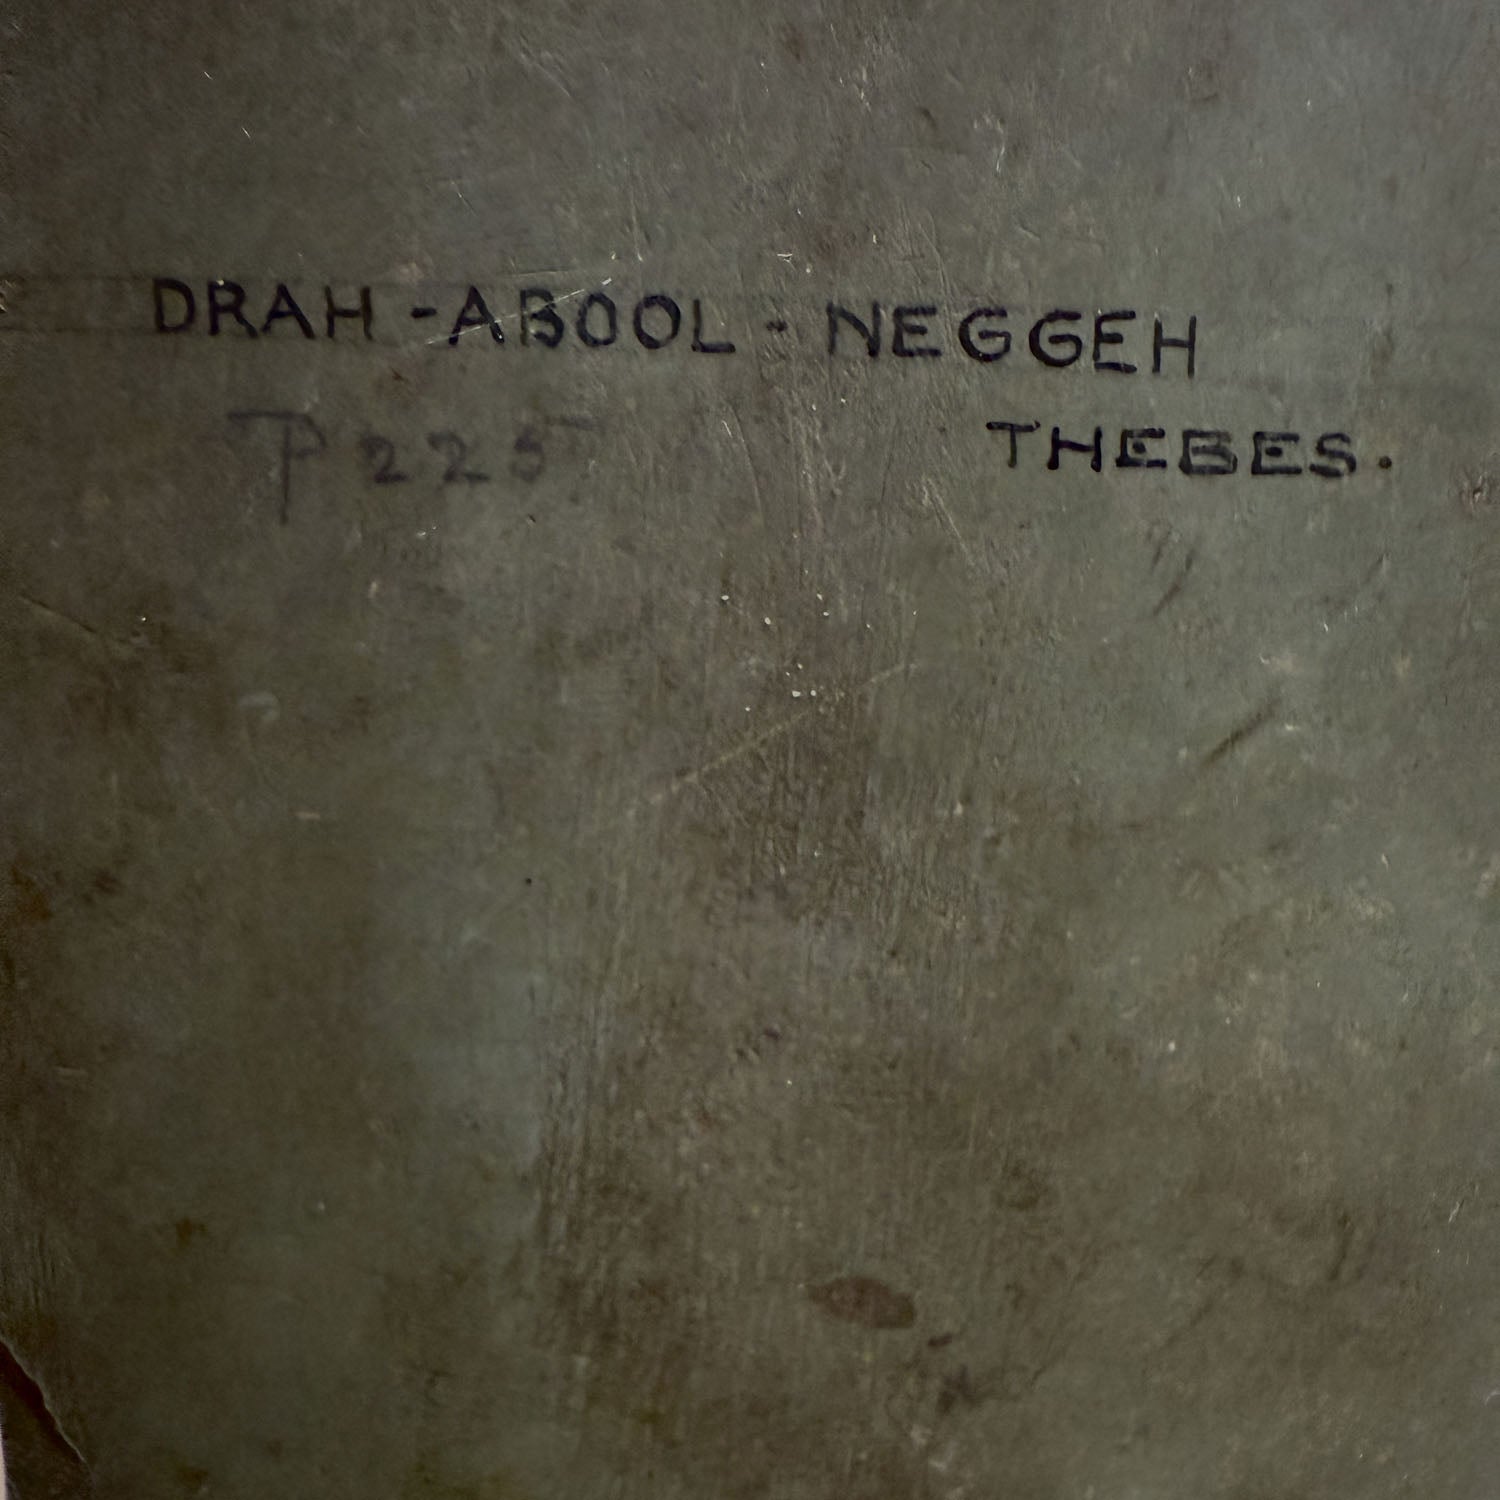 DRAH-ABOOL-NEGGEH
P 225
THEBES.